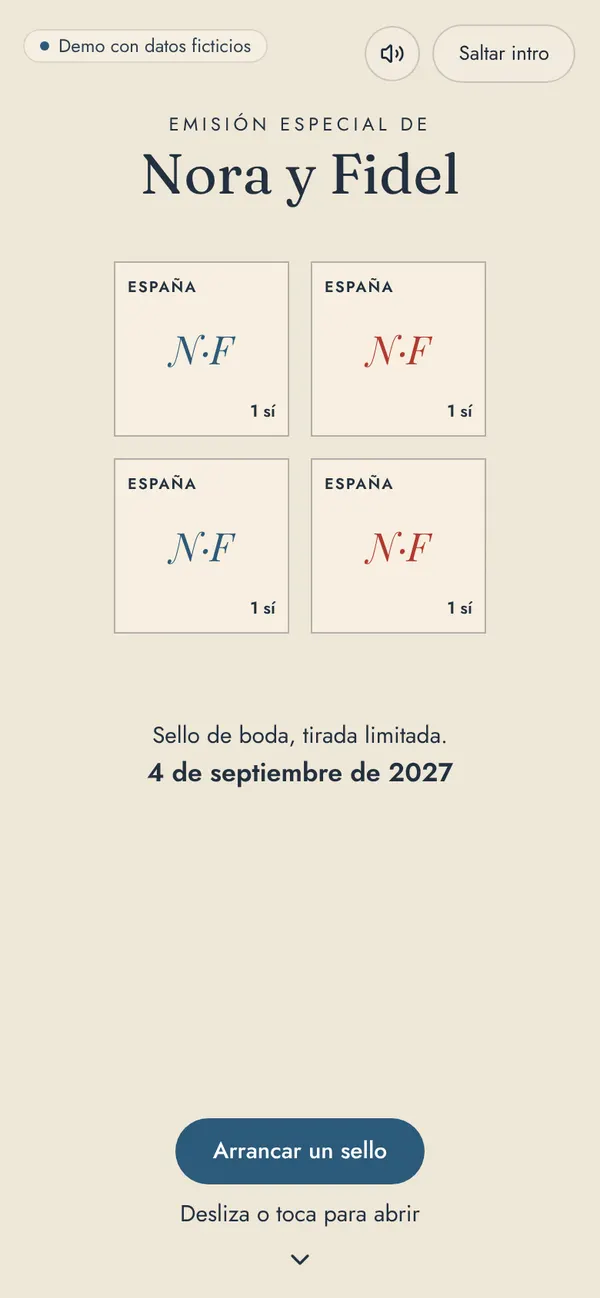 Demo con datos ficticios
Saltar intro
EMISIÓN ESPECIAL DE
Nora y Fidel
ESPAÑA
N·F
1 sí
ESPAÑA
N·F
1 sí
ESPAÑA
N·F
1 sí
ESPAÑA
N·F
1 sí
Sello de boda, tirada limitada.
4 de septiembre de 2027
Arrancar un sello
Desliza o toca para abrir